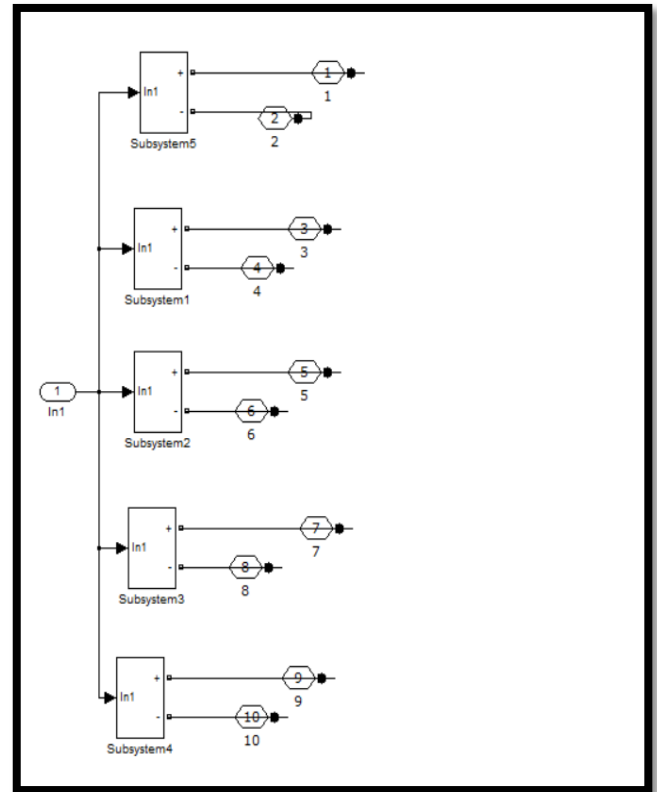 +
1
In1
-
2
1
Subsystem5
2
+
3
In1
3
-
4
Subsystem1
4
+
5
1
In1
5
In1
-
6
Subsystem2
6
+
7
In1
7
-
8
Subsystem3
8
+
9
In1
9
-
10
Subsystem4
10